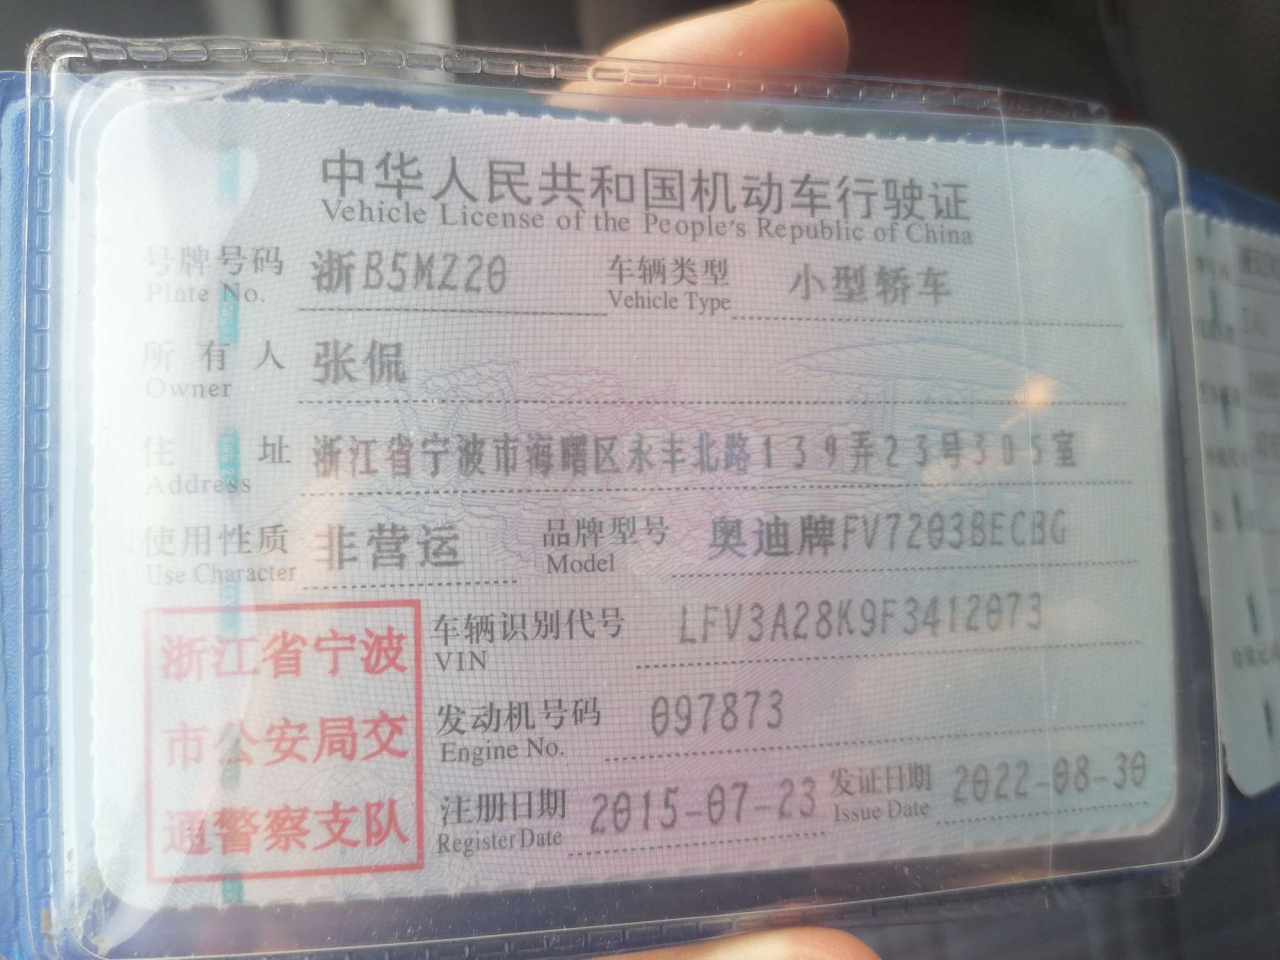 中华人民共和国机动车行驶证
Vehicle License of the People's Republic of China
号牌号码 浙B5MZ20 车辆类型 小型轿车
Plate No. Vehicle Type
所有人 张侃
Owner
住址 浙江省宁波市海曙区永丰北路139弄23号305室
Address
使用性质 非营运 品牌型号 奥迪牌FV7203BECBG
Use Character Model
浙江省宁波
市公安局交
通警察支队
车辆识别代号 LFV3A28K9F3412073
VIN
发动机号码 097873
Engine No.
注册日期 2015-07-23 发证日期 2022-08-30
Register Date Issue Date